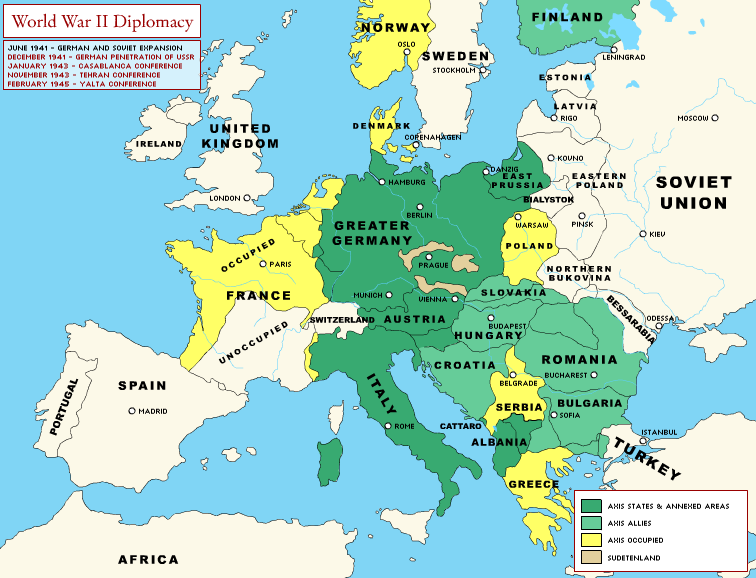 World War II Diplomacy
JUNE 1941 - GERMAN AND SOVIET EXPANSION
DECEMBER 1941 - GERMAN PENETRATION OF USSR
JANUARY 1943 - CASABLANCA CONFERENCE
NOVEMBER 1943 - TEHRAN CONFERENCE
FEBRUARY 1945 - YALTA CONFERENCE
NORWAY
OSLO
SWEDEN
STOCKHOLM
FINLAND
LENINGRAD
ESTONIA
LATVIA
RIGO
MOSCOW
UNITED
KINGDOM
IRELAND
LONDON
DENMARK
COPENHAGEN
KOVNO
DANZIG
EAST
PRUSSIA
EASTERN
POLAND
SOVIET
UNION
HAMBURG
BERLIN
BIALYSTOK
WARSAW
PINSK
KIEV
GREATER
GERMANY
POLAND
OCCUPIED
PARIS
FRANCE
UNOCCUPIED
PRAGUE
MUNICH
VIENNA
NORTHERN
BUKOVINA
SLOVAKIA
BESSARABIA
ODESSA
SWITZERLAND
AUSTRIA
BUDAPEST
HUNGARY
CROATIA
ROMANIA
BUCHAREST
BELGRADE
SERBIA
BULGARIA
SOFIA
PORTUGAL
SPAIN
MADRID
ITALY
ROME
CATTARO
ALBANIA
ISTANBUL
TURKEY
GREECE
AFRICA
AXIS STATES & ANNEXED AREAS
AXIS ALLIES
AXIS OCCUPIED
SUDETENLAND